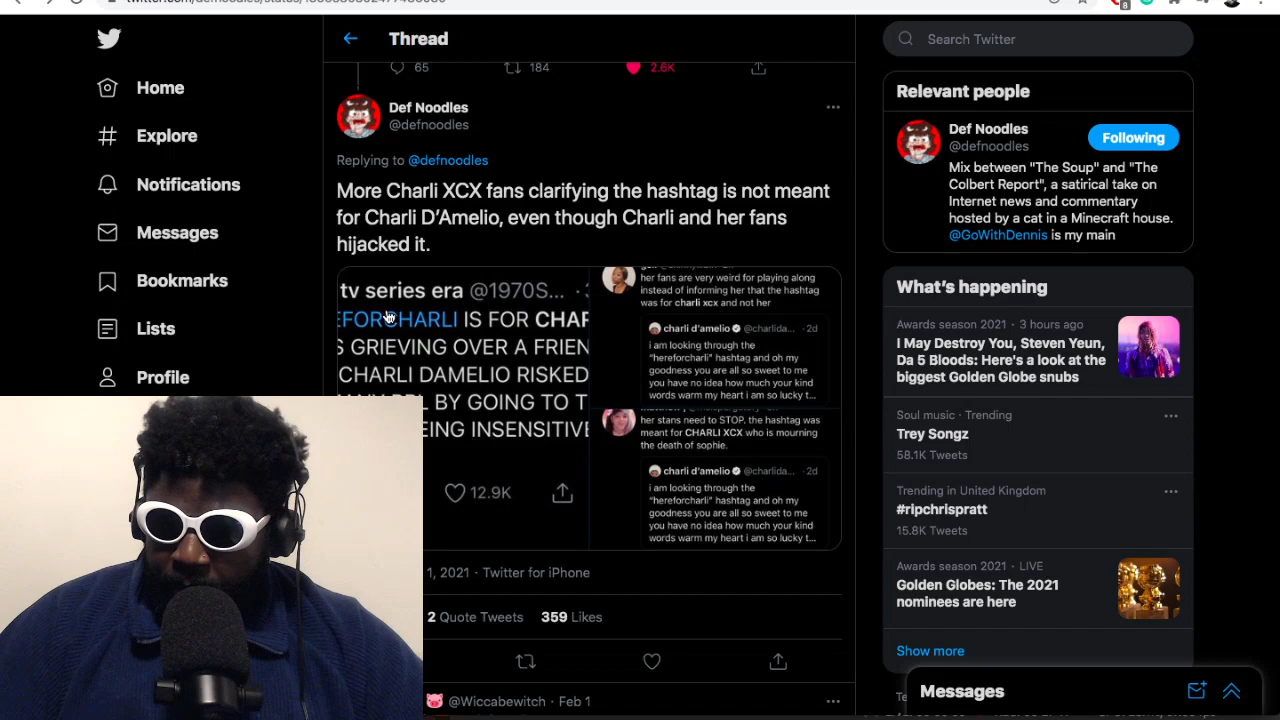 8
Thread
65
184
2.6K
Def Noodles
@defnoodles
Replying to @defnoodles
More Charli XCX fans clarifying the hashtag is not meant
for Charli D'Amelio, even though Charli and her fans
hijacked it.
tv series era @1970S...
EFORCHARLI IS FOR CHAR
S GRIEVING OVER A FRIEN
CHARLI DAMELIO RISKED
BY GOING TO T
EING INSENSITIVE
12.9K
her fans are very weird for playing along
instead of informing her that the hashtag
was for charli xcx and not her
charli d'amelio @charlida... · 2d
i am looking through the
"hereforcharli" hashtag and oh my
goodness you are all so sweet to me
you have no idea how much your kind
words warm my heart i am so lucky t...
her stans need to STOP. the hashtag was
meant for CHARLI XCX who is mourning
the death of sophie.
charli d'amelio @charlida... · 2d
i am looking through the
"hereforcharli" hashtag and oh my
goodness you are all so sweet to me
you have no idea how much your kind
words warm my heart i am so lucky t...
1, 2021 · Twitter for iPhone
2 Quote Tweets 359 Likes
@Wiccabewitch · Feb 1
Home
Explore
Notifications
Messages
Bookmarks
Lists
Profile
Search Twitter
Relevant people
Def Noodles
@defnoodles
Following
Mix between "The Soup" and "The
Colbert Report", a satirical take on
Internet news and commentary
hosted by a cat in a Minecraft house.
@GoWithDennis is my main
What's happening
Awards season 2021 · 3 hours ago
I May Destroy You, Steven Yeun,
Da 5 Bloods: Here's a look at the
biggest Golden Globe snubs
Soul music · Trending
Trey Songz
58.1K Tweets
Trending in United Kingdom
#ripchrispratt
15.8K Tweets
Awards season 2021 · LIVE
Golden Globes: The 2021
nominees are here
Show more
Messages